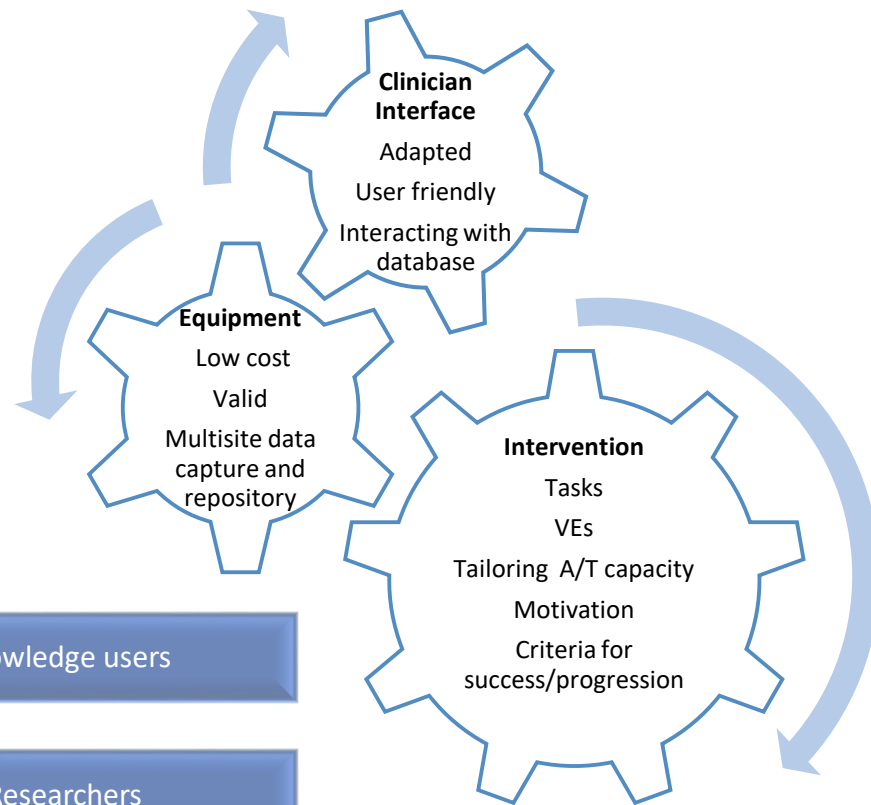 Clinician
Interface
Adapted
User friendly
Interacting with
database
Equipment
Low cost
Valid
Multisite data
capture and
repository
Intervention
Tasks
VEs
Tailoring A/T capacity
Motivation
Criteria for
success/progression
owledge users
Researchers